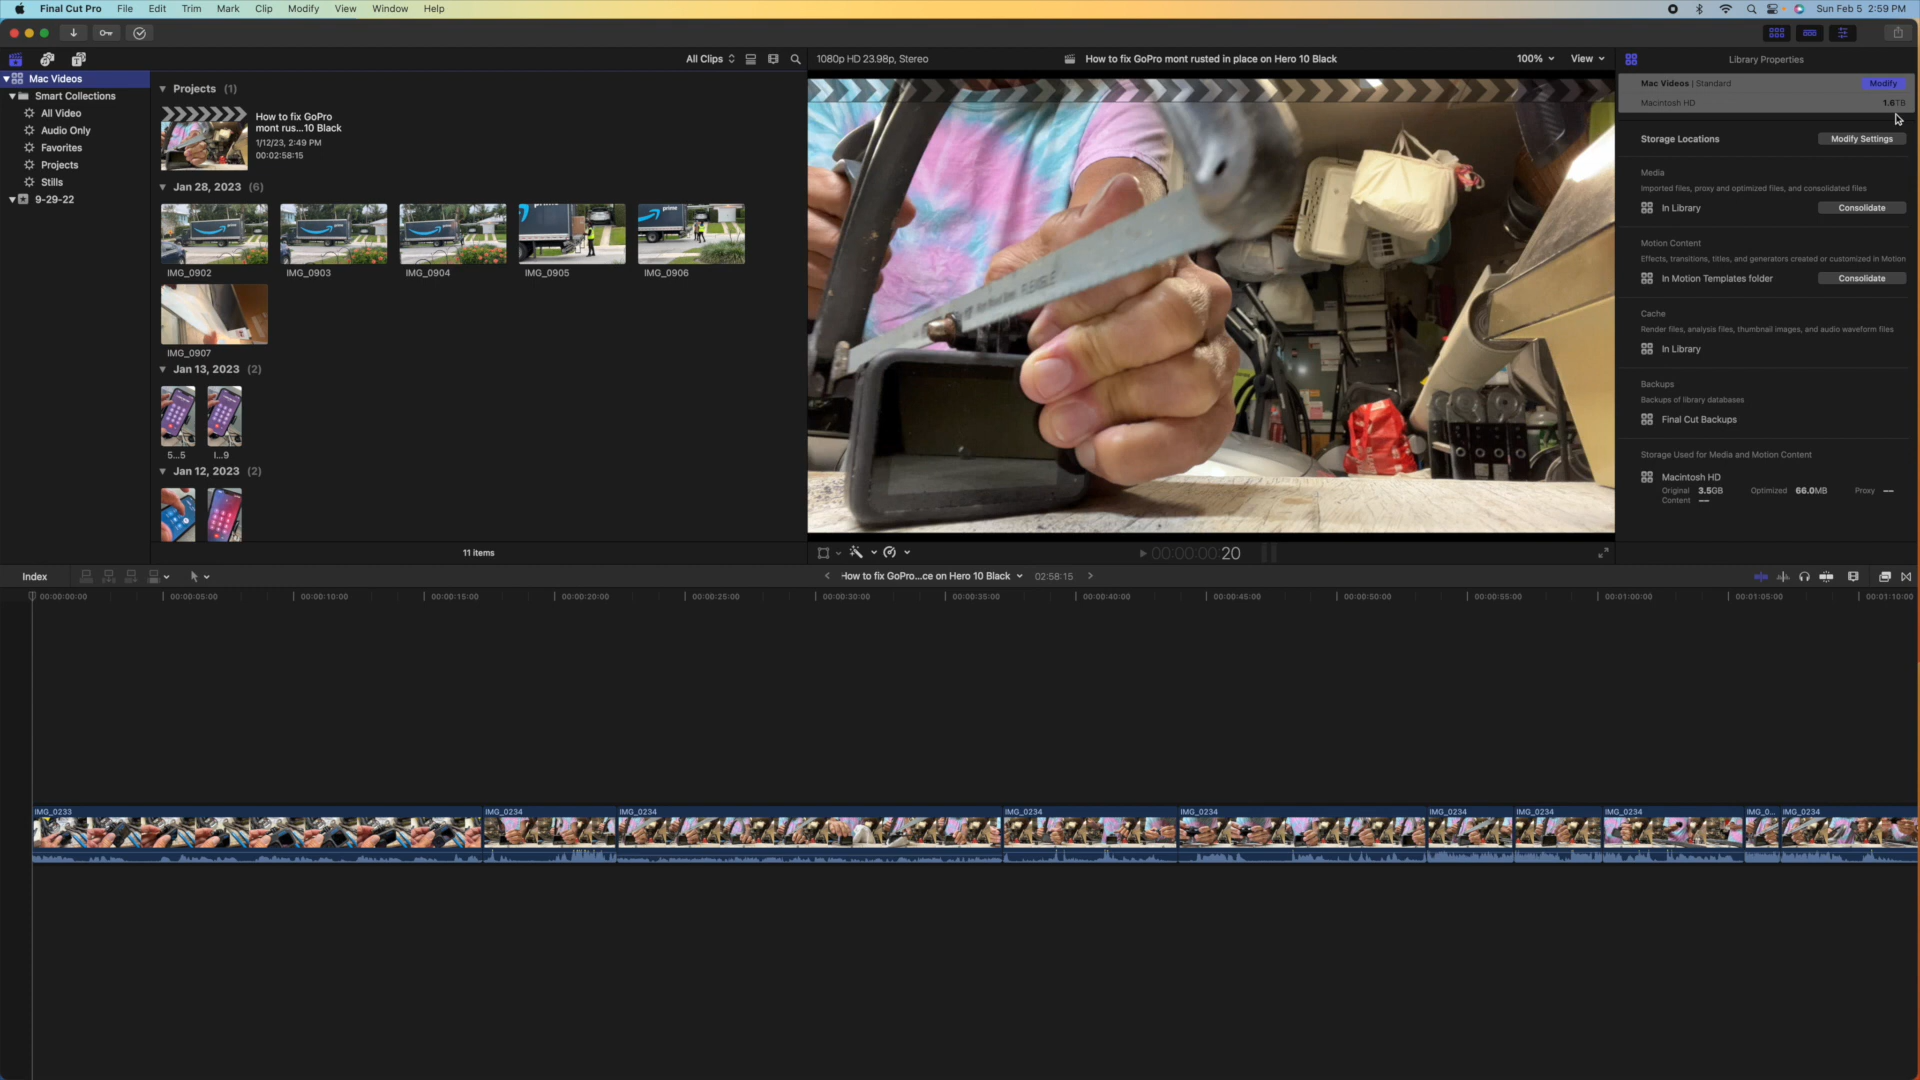 Final Cut Pro File Edit Trim Mark Clip Modify View Window Help
Sun Feb 5 2:59 PM
All Clips
1080p HD 23.98p, Stereo
How to fix GoPro mont rusted in place on Hero 10 Black
100%
View
Library Properties
Mac Videos
Smart Collections
All Video
Audio Only
Favorites
Projects
Stills
9-29-22
Projects (1)
How to fix GoPro
mont rus...10 Black
1/12/23, 2:49 PM
00:02:58:15
Jan 28, 2023 (6)
prime
IMG_0902
IMG_0903
IMG_0904
IMG_0905
IMG_0906
IMG_0907
Jan 13, 2023 (2)
5...5
I...9
Jan 12, 2023 (2)
11 items
FLEXIBLE
00:00:00:20
Mac Videos | Standard
Modify
Macintosh HD
1.6TB
Storage Locations
Modify Settings
Media
Imported files, proxy and optimized files, and consolidated files
In Library
Consolidate
Motion Content
Effects, transitions, titles, and generators created or customized in Motion
In Motion Templates folder
Consolidate
Cache
Render files, analysis files, thumbnail images, and audio waveform files
In Library
Backups
Backups of library databases
Final Cut Backups
Storage Used for Media and Motion Content
Macintosh HD
Original 3.5GB Optimized 66.0MB Proxy --
Content --
Index
How to fix GoPro...ce on Hero 10 Black
02:58:15
00:00:00:00 00:00:05:00 00:00:10:00 00:00:15:00 00:00:20:00 00:00:25:00 00:00:30:00 00:00:35:00 00:00:40:00 00:00:45:00 00:00:50:00 00:00:55:00 00:01:00:00 00:01:05:00 00:01:10:00
IMG_0233 IMG_0234 IMG_0234 IMG_0234 IMG_0234 IMG_0234 IMG_0234 IMG_0234 IMG_0... IMG_0234